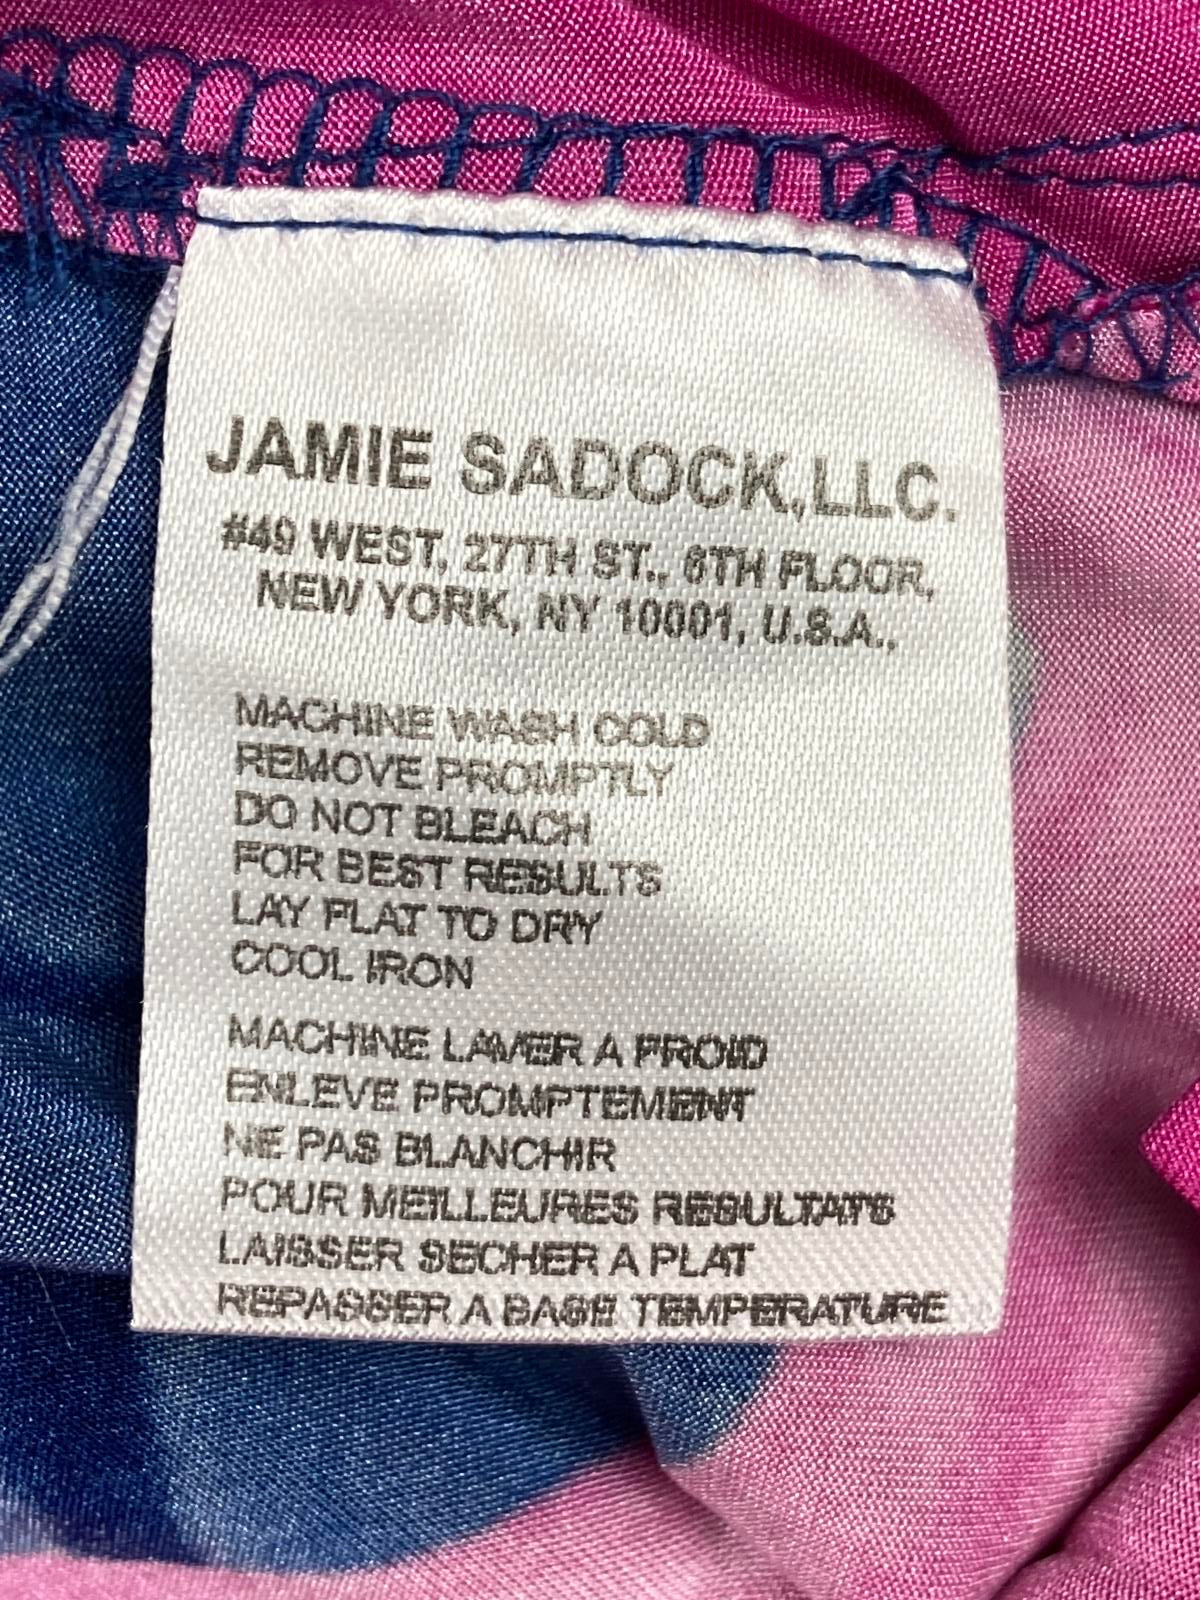 JAMIE SADOCK,LLC.
#49 WEST, 27TH ST., 6TH FLOOR,
NEW YORK, NY 10001, U.S.A.,
MACHINE WASH COLD
REMOVE PROMPTLY
DO NOT BLEACH
FOR BEST RESULTS
LAY FLAT TO DRY
COOL IRON
MACHINE LAVER A FROID
ENLEVE PROMPTEMENT
NE PAS BLANCHIR
POUR MEILLEURES RESULTATS
LAISSER SECHER A PLAT
REPASSER A BASE TEMPERATURE